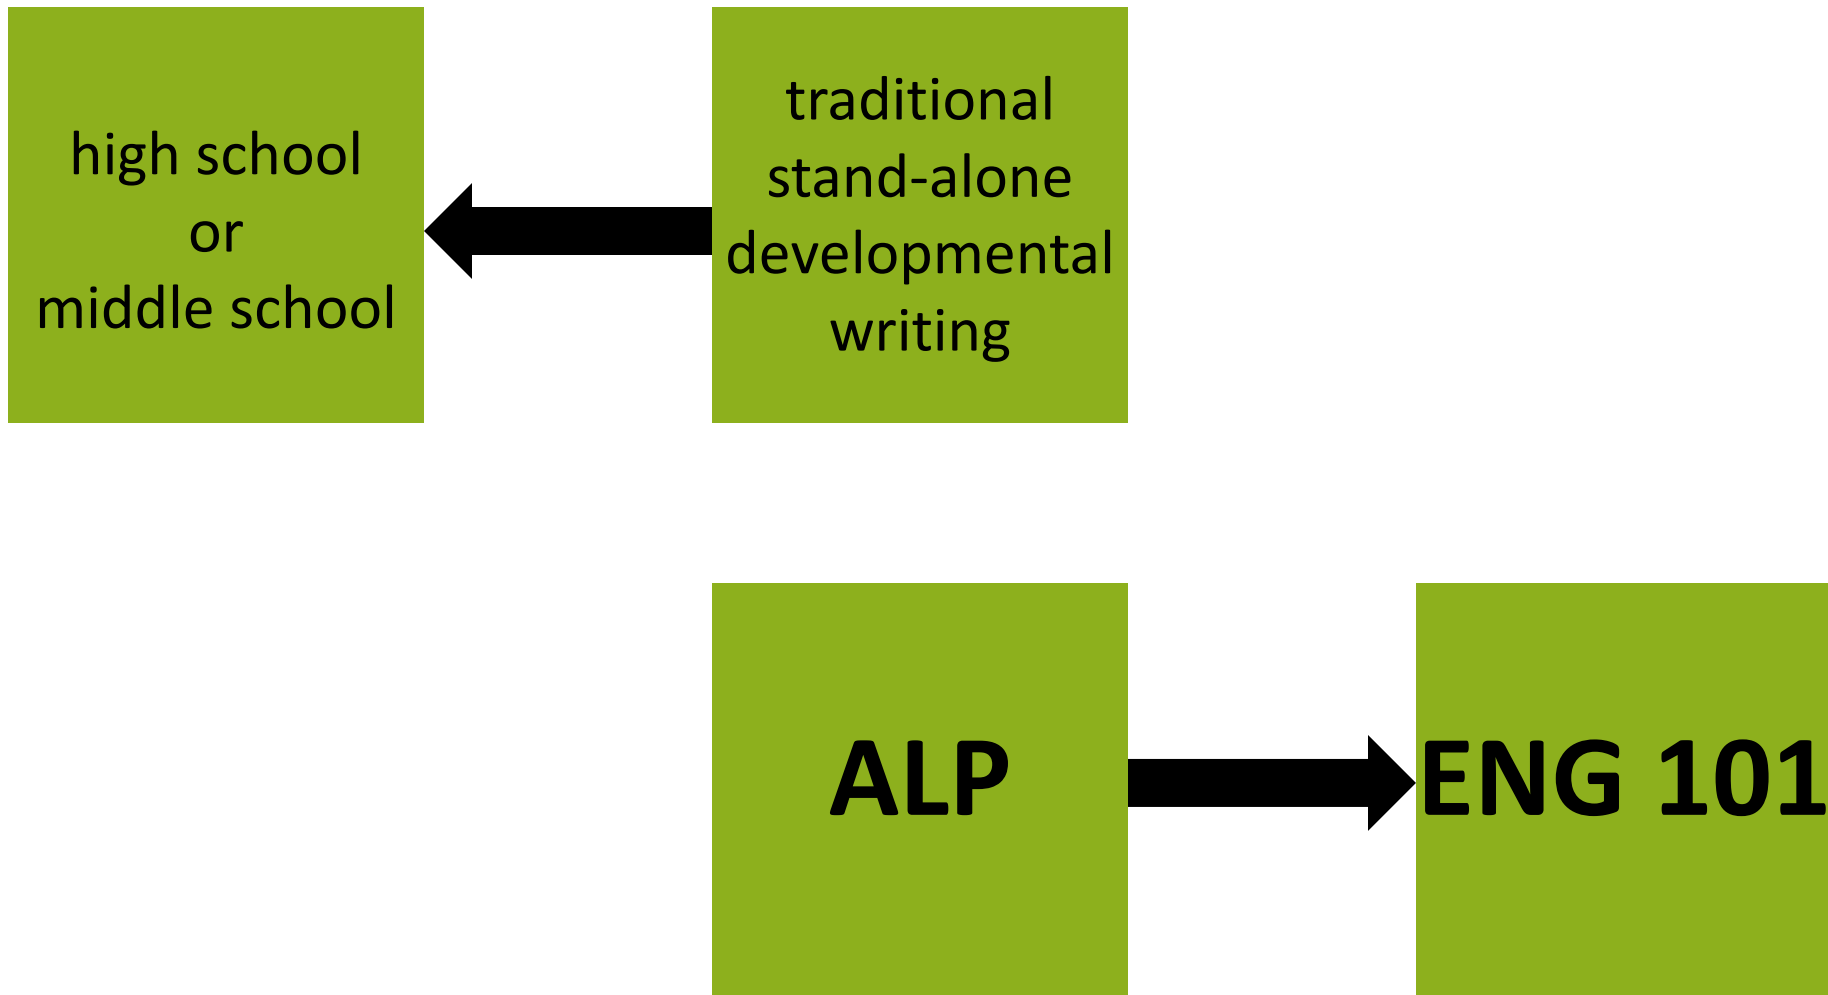 high school
or
middle school
traditional
stand-alone
developmental
writing
ALP
ENG 101